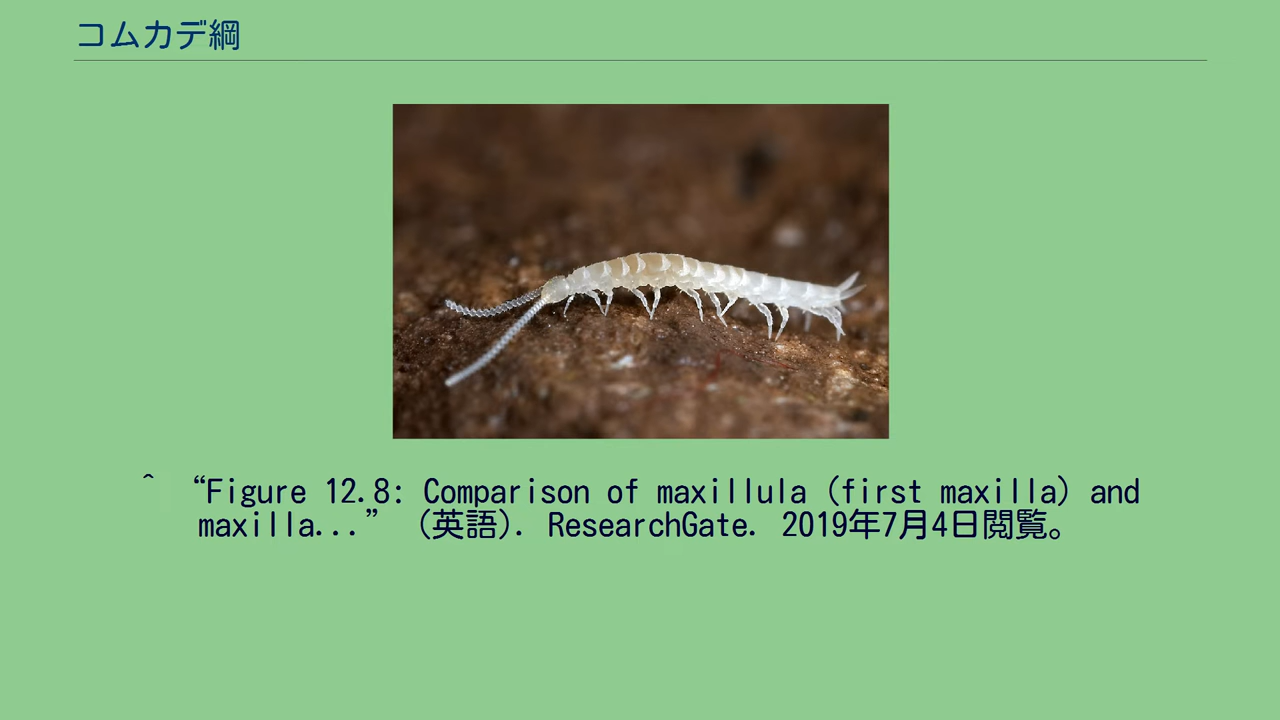 コムカデ綱
^ “Figure 12.8: Comparison of maxillula (first maxilla) and
maxilla...” (英語). ResearchGate. 2019年7月4日閲覧。